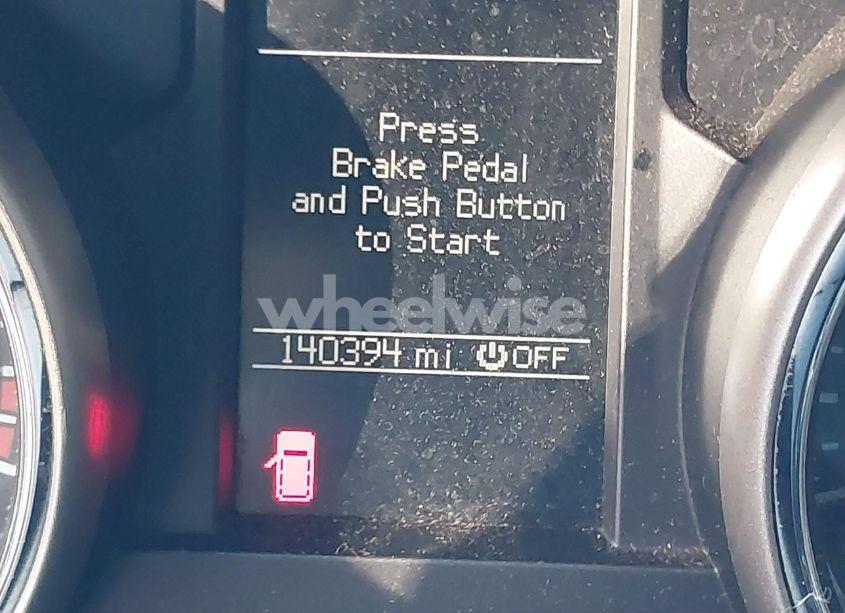 Press
Brake Pedal
and Push Button
to Start
wheelwise
140394 mi OFF